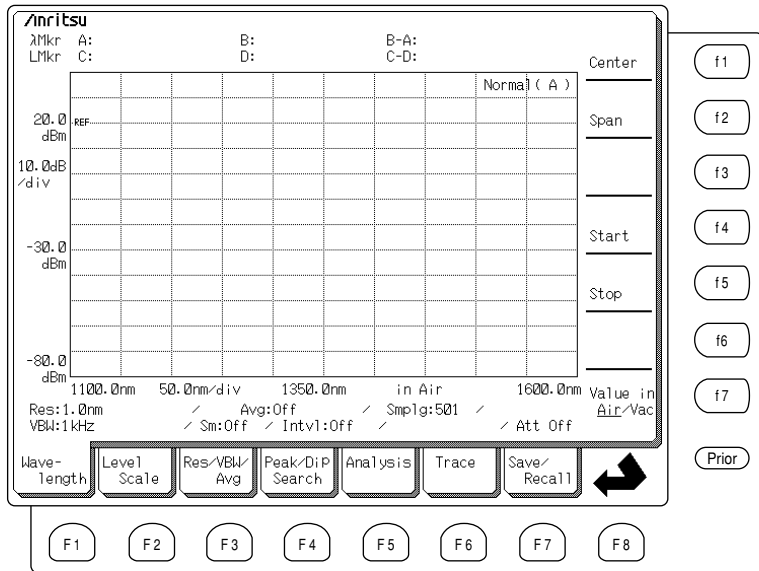 Anritsu
λMkr A: B: B-A:
LMkr C: D: C-D:
Normal( A )
20.0
dBm
REF
10.0dB
/div
-30.0
dBm
-80.0
dBm
1100.0nm 50.0nm/div 1350.0nm in Air 1600.0nm
Res:1.0nm / Avg:Off / Smplg:501 /
VBW:1kHz / Sm:Off / Intvl:Off / / Att Off
Center
Span
Start
Stop
Value in
Air/Vac
f1
f2
f3
f4
f5
f6
f7
Prior
Wave-
length
Level
Scale
Res/VBW/
Avg
Peak/Dip
Search
Analysis
Trace
Save/
Recall
F1 F2 F3 F4 F5 F6 F7 F8